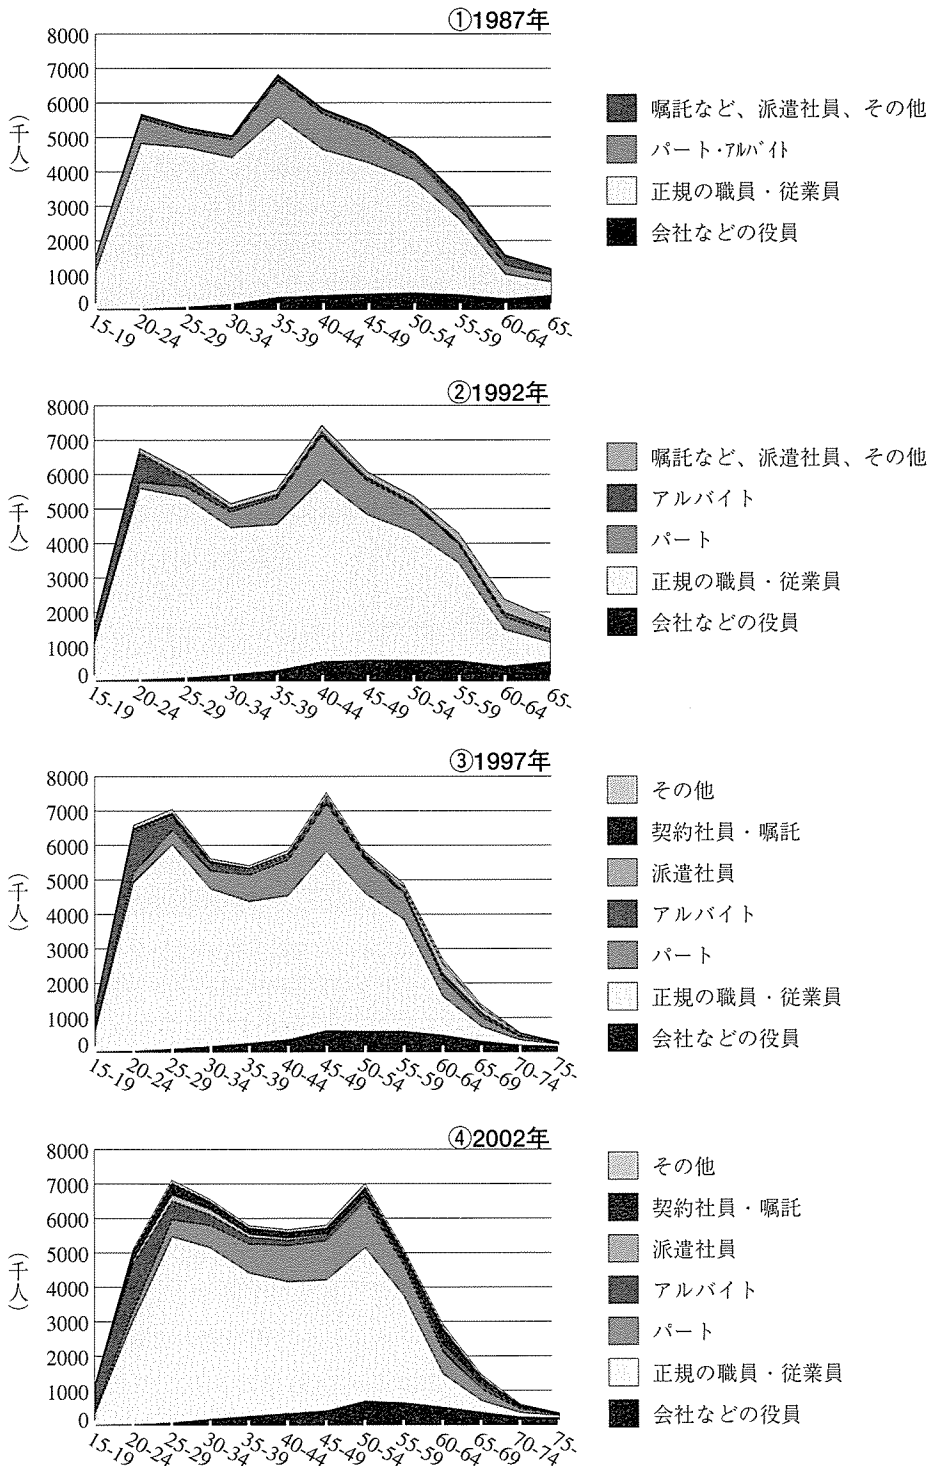 ①1987年
8000
7000
6000
5000
4000
3000
2000
1000
0
(千人)
15-19 20-24 25-29 30-34 35-39 40-44 45-49 50-54 55-59 60-64 65-
嘱託など、派遣社員、その他
パート・アルバイト
正規の職員・従業員
会社などの役員
②1992年
8000
7000
6000
5000
4000
3000
2000
1000
0
(千人)
15-19 20-24 25-29 30-34 35-39 40-44 45-49 50-54 55-59 60-64 65-
嘱託など、派遣社員、その他
アルバイト
パート
正規の職員・従業員
会社などの役員
③1997年
8000
7000
6000
5000
4000
3000
2000
1000
0
(千人)
15-19 20-24 25-29 30-34 35-39 40-44 45-49 50-54 55-59 60-64 65-69 70-74 75-
その他
契約社員・嘱託
派遣社員
アルバイト
パート
正規の職員・従業員
会社などの役員
④2002年
8000
7000
6000
5000
4000
3000
2000
1000
0
(千人)
15-19 20-24 25-29 30-34 35-39 40-44 45-49 50-54 55-59 60-64 65-69 70-74 75-
その他
契約社員・嘱託
派遣社員
アルバイト
パート
正規の職員・従業員
会社などの役員